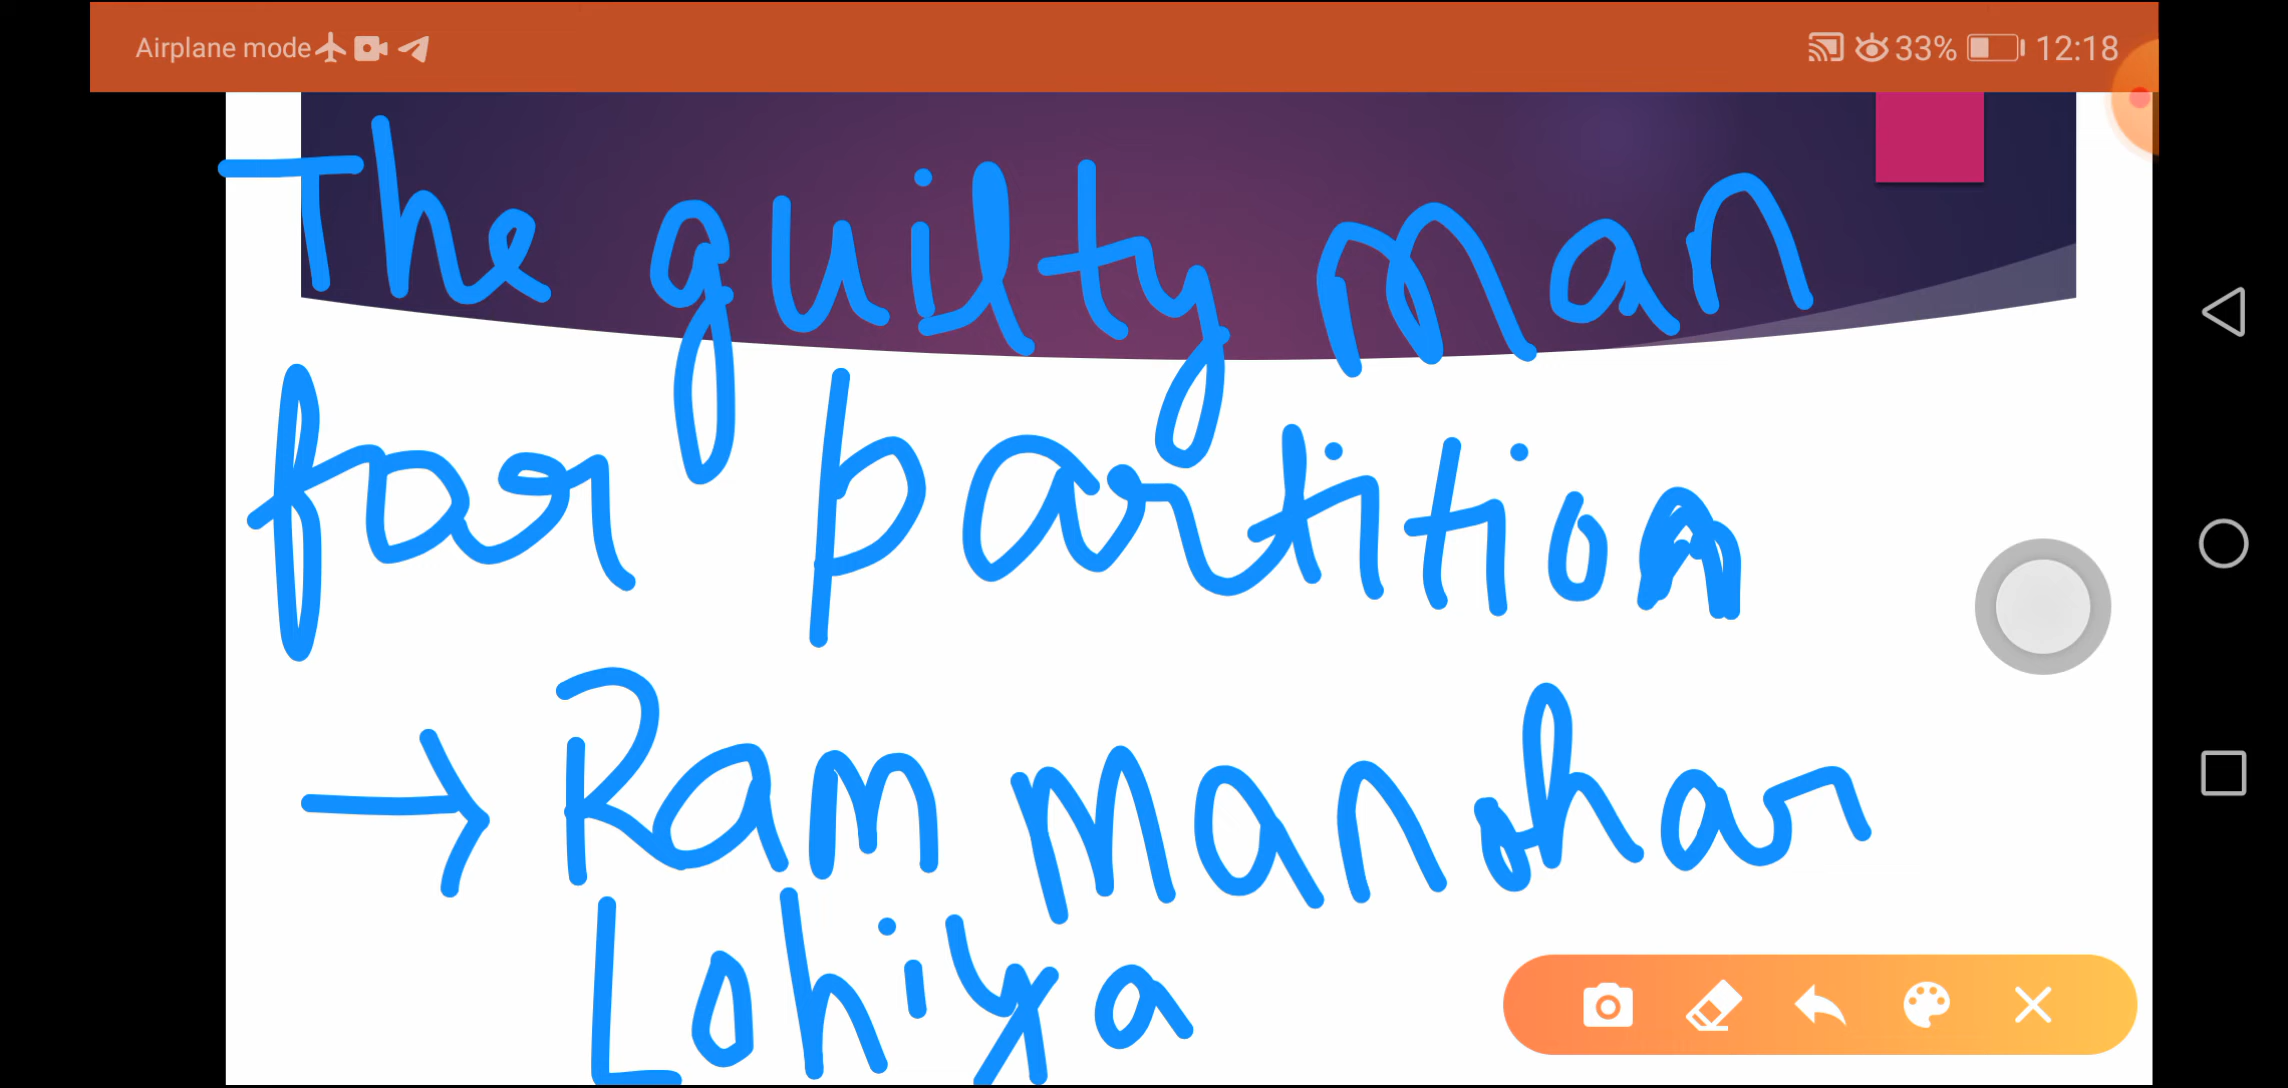 Airplane mode 33% 12:18
The guilty man
for partition
→ Ram Manohar
Lohiya